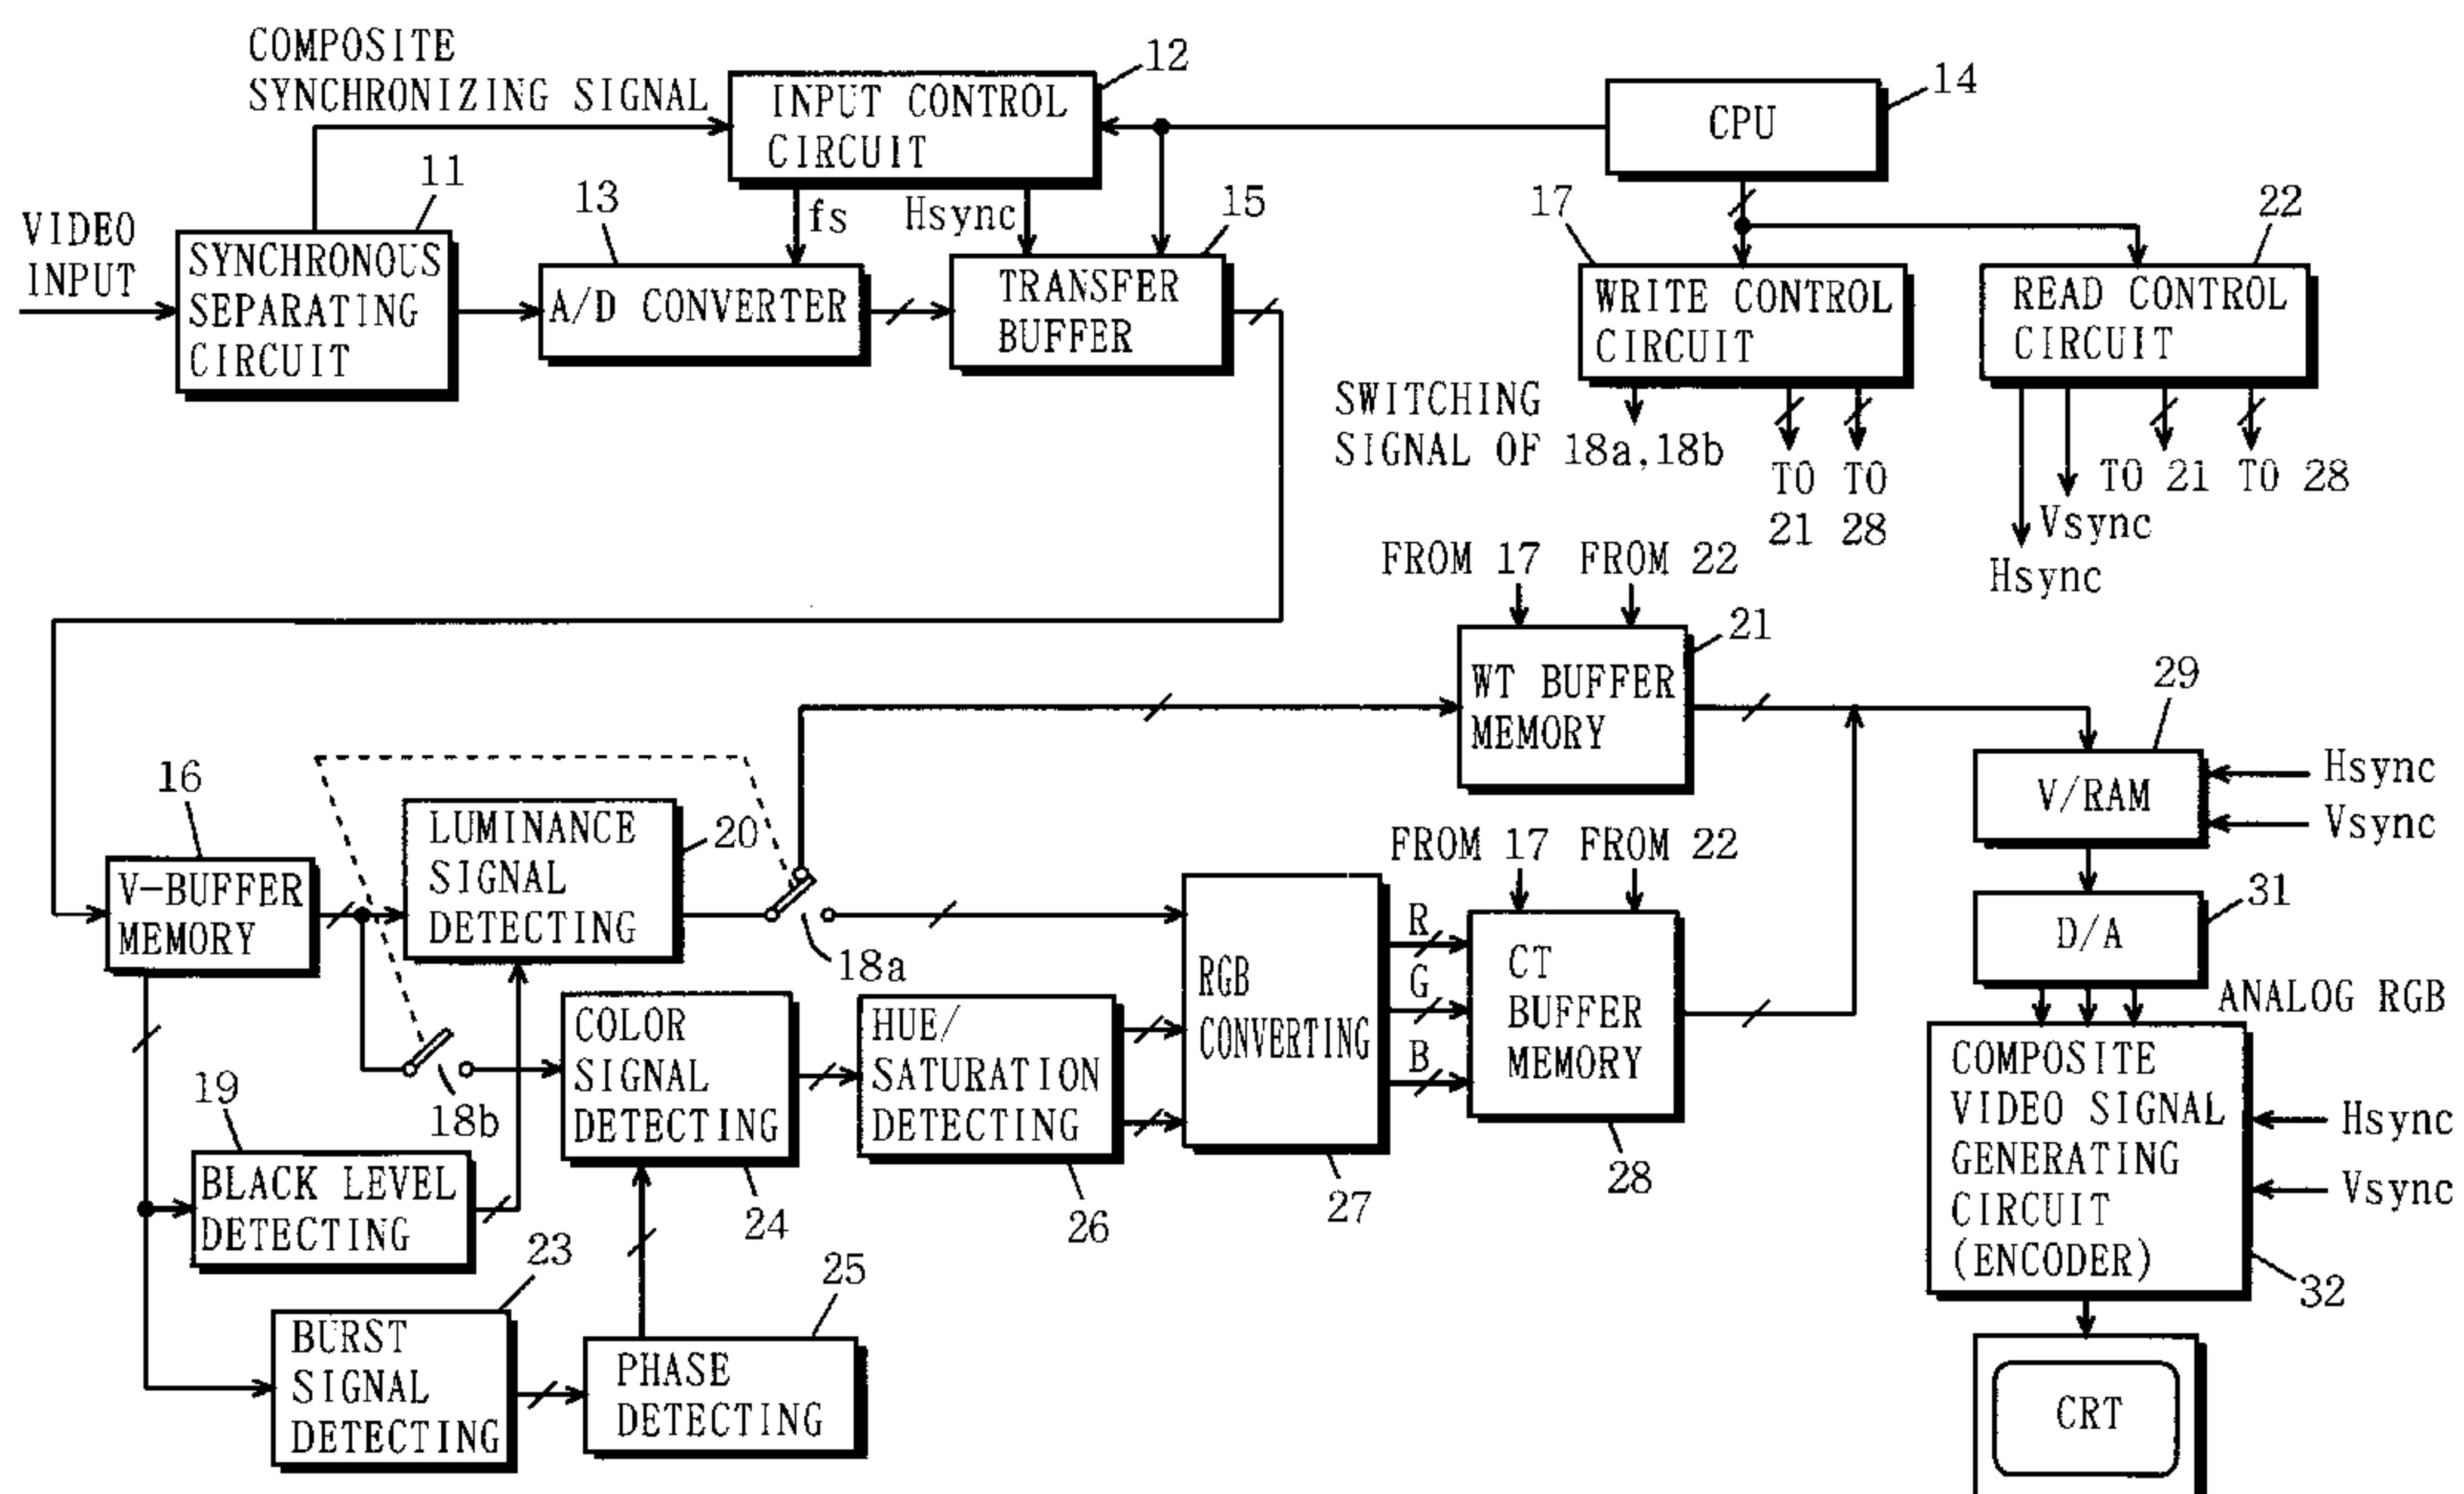 COMPOSITE
SYNCHRONIZING SIGNAL
12
INPUT CONTROL
CIRCUIT
14
CPU
11
13
fs
Hsync
15
17
22
VIDEO
INPUT
SYNCHRONOUS
SEPARATING
CIRCUIT
A/D CONVERTER
TRANSFER
BUFFER
WRITE CONTROL
CIRCUIT
READ CONTROL
CIRCUIT
SWITCHING
SIGNAL OF 18a,18b
TO
21
TO
28
TO 21
TO 28
Vsync
Hsync
FROM 17
FROM 22
21
WT BUFFER
MEMORY
29
V/RAM
Hsync
Vsync
16
V-BUFFER
MEMORY
LUMINANCE
SIGNAL
DETECTING
20
18a
FROM 17
FROM 22
31
D/A
ANALOG RGB
18b
COLOR
SIGNAL
DETECTING
24
HUE/
SATURATION
DETECTING
26
RGB
CONVERTING
27
R
G
B
CT
BUFFER
MEMORY
28
COMPOSITE
VIDEO SIGNAL
GENERATING
CIRCUIT
(ENCODER)
Hsync
Vsync
32
19
BLACK LEVEL
DETECTING
23
BURST
SIGNAL
DETECTING
25
PHASE
DETECTING
CRT